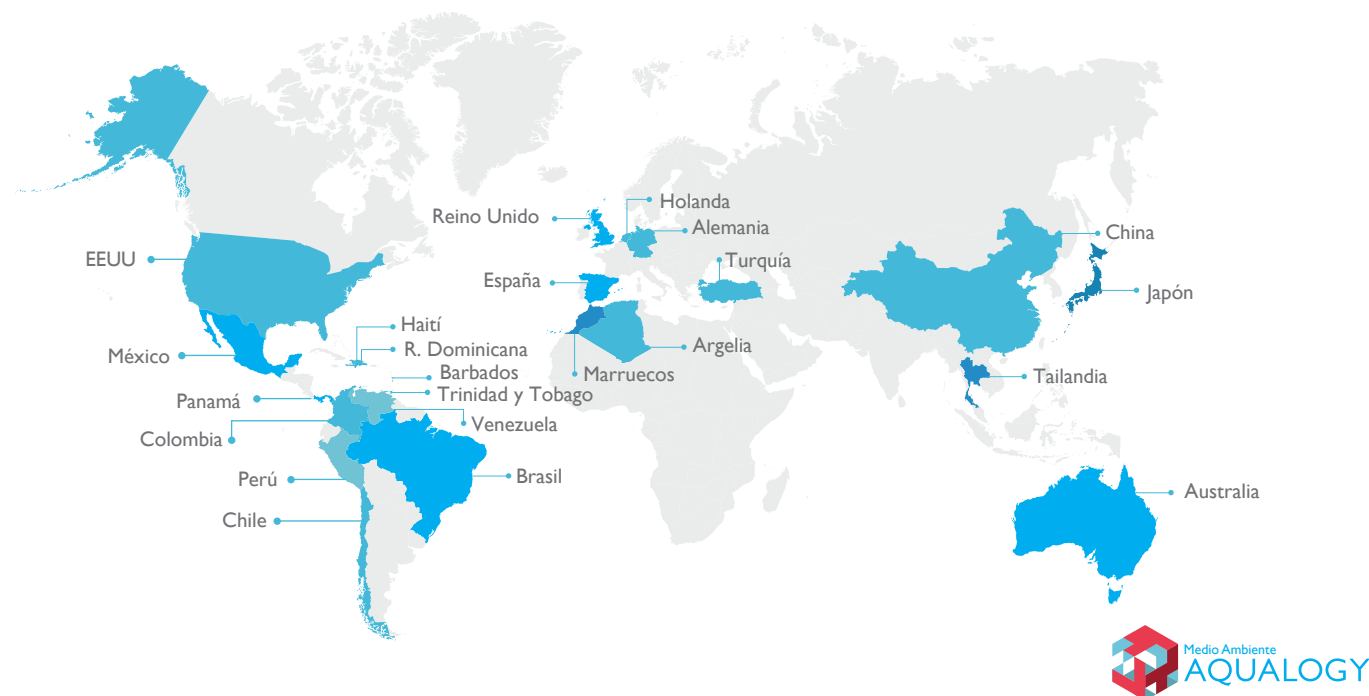 Holanda
Reino Unido
Alemania
China
EEUU
Turquía
España
Japón
Haití
México
R. Dominicana
Argelia
Barbados
Marruecos
Tailandia
Panamá
Trinidad y Tobago
Venezuela
Colombia
Perú
Brasil
Australia
Chile
Medio Ambiente
AQUALOGY